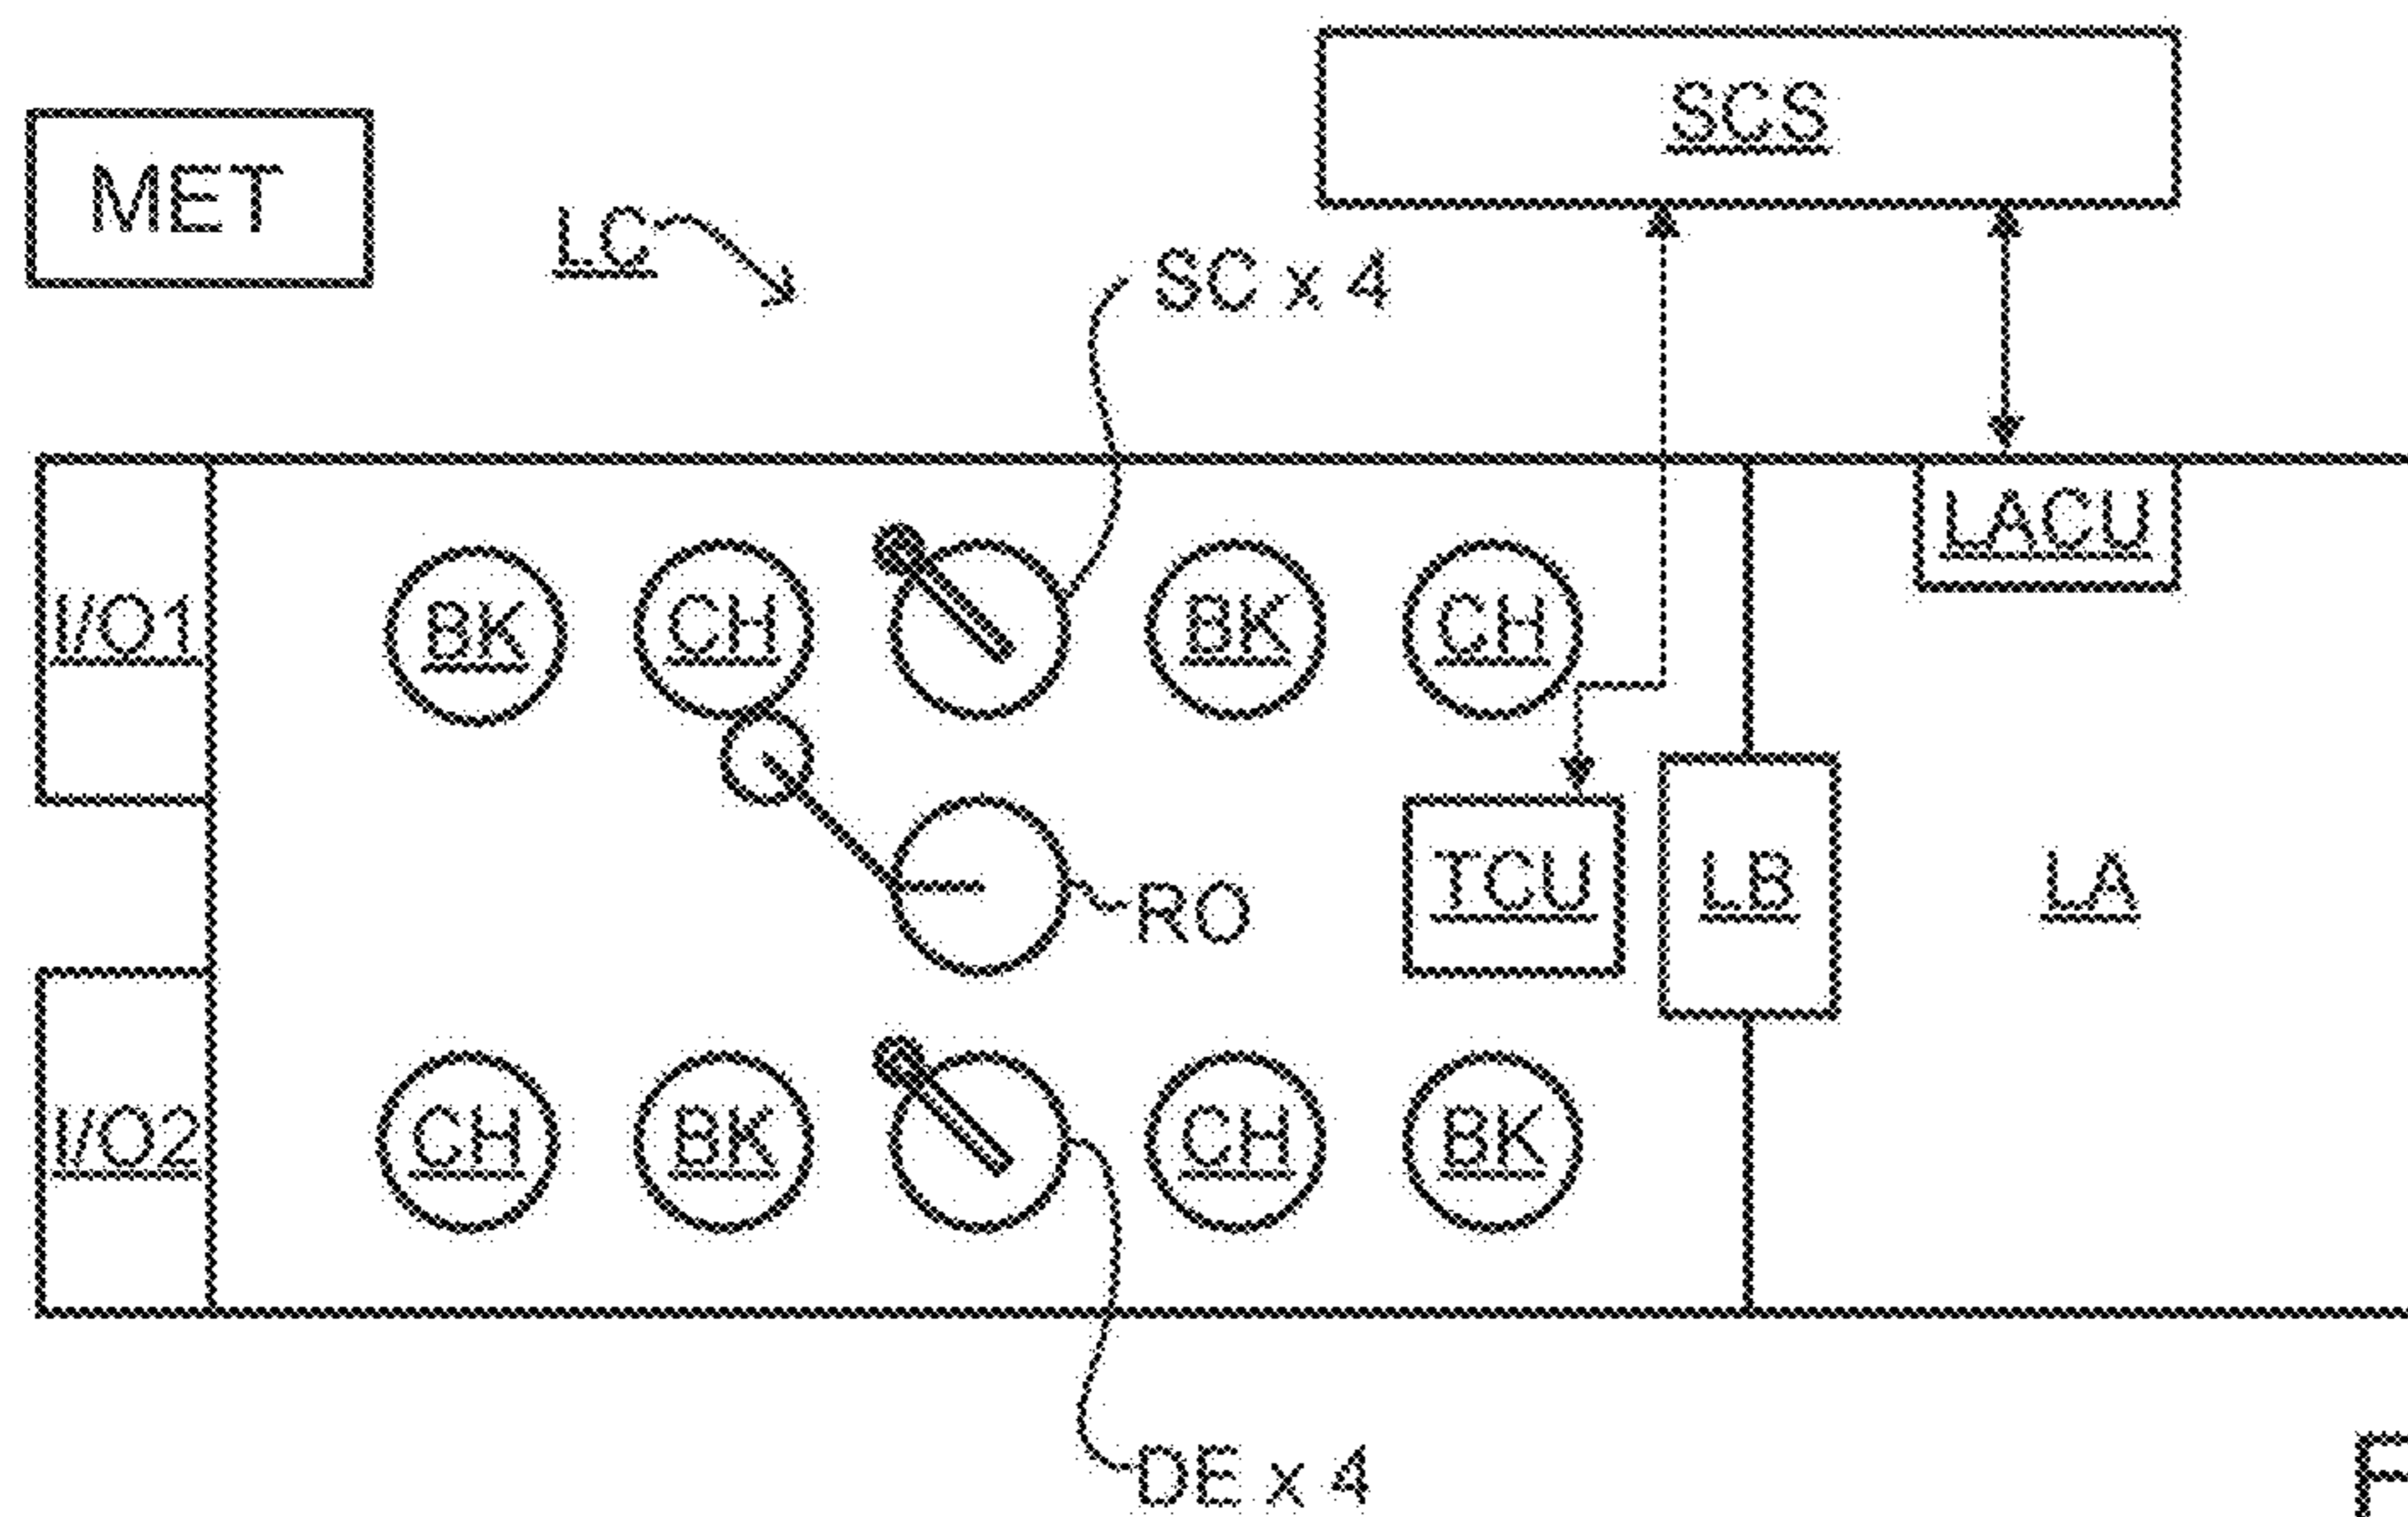 SCS
MET
LC
SC x 4
LACU
I/O1
BK
CH
BK
CH
TCU
LB
LA
RO
I/O2
CH
BK
CH
BK
DE x 4
F